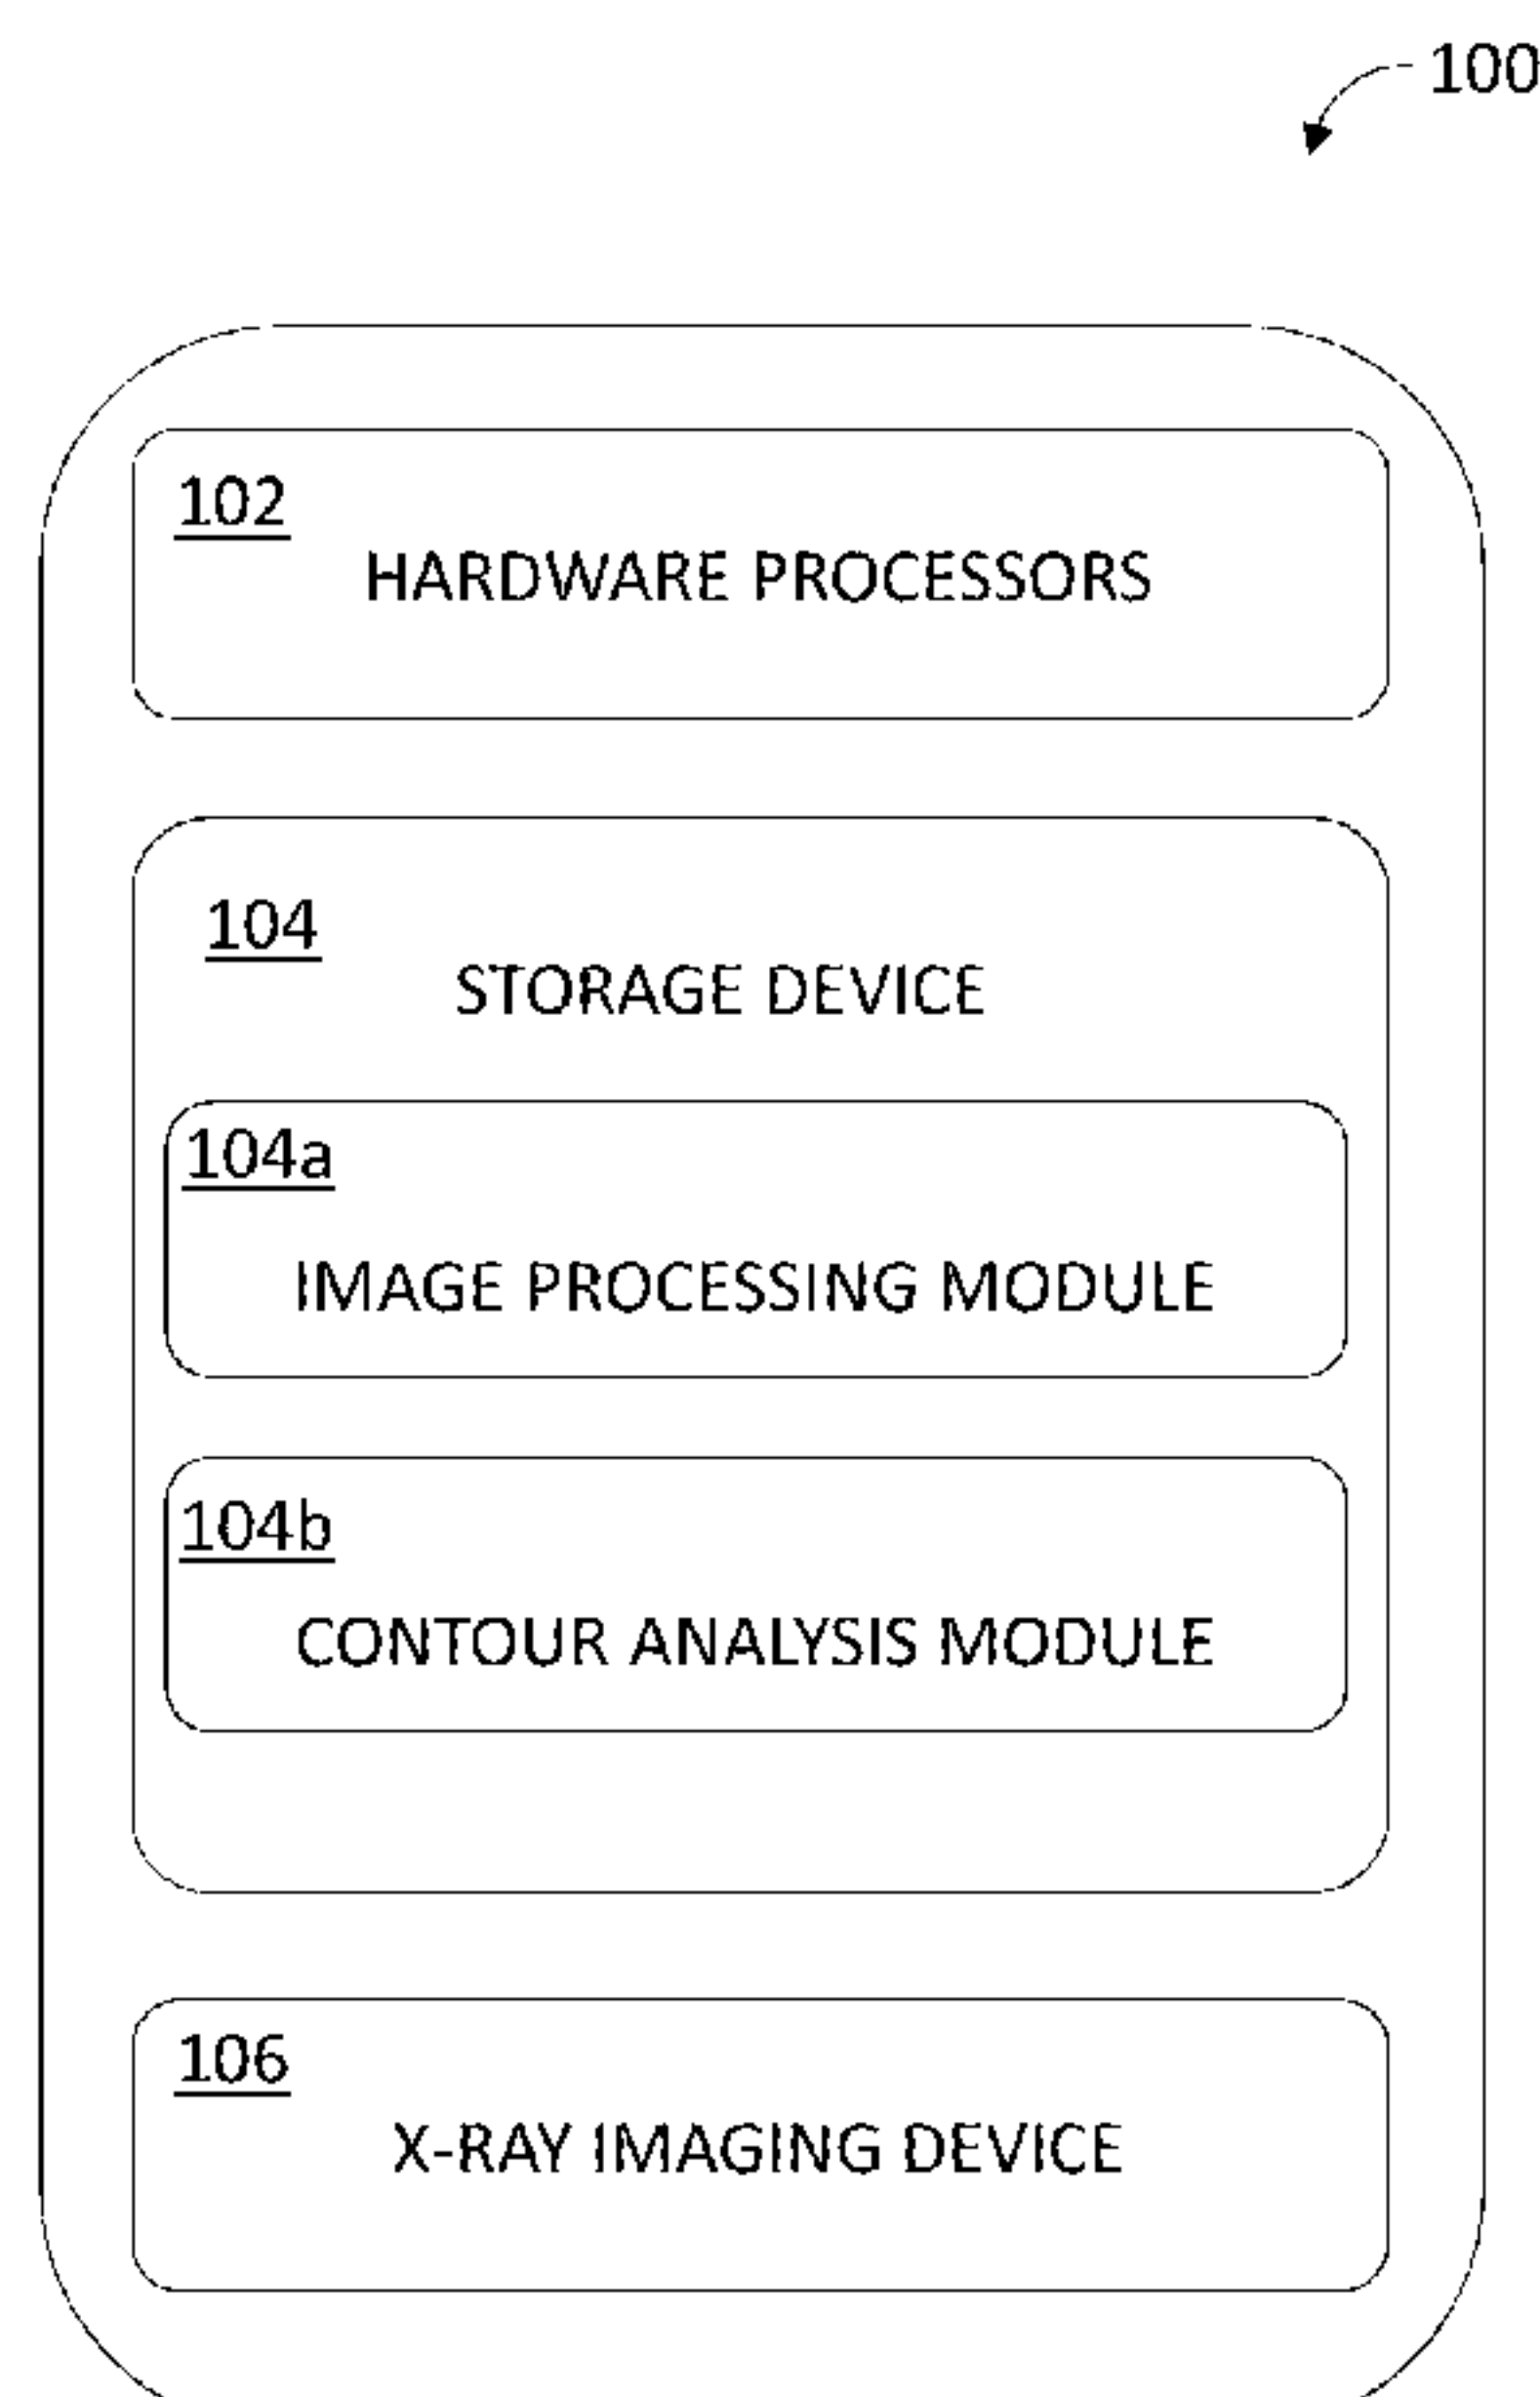 100
102
HARDWARE PROCESSORS
104
STORAGE DEVICE
104a
IMAGE PROCESSING MODULE
104b
CONTOUR ANALYSIS MODULE
106
X-RAY IMAGING DEVICE